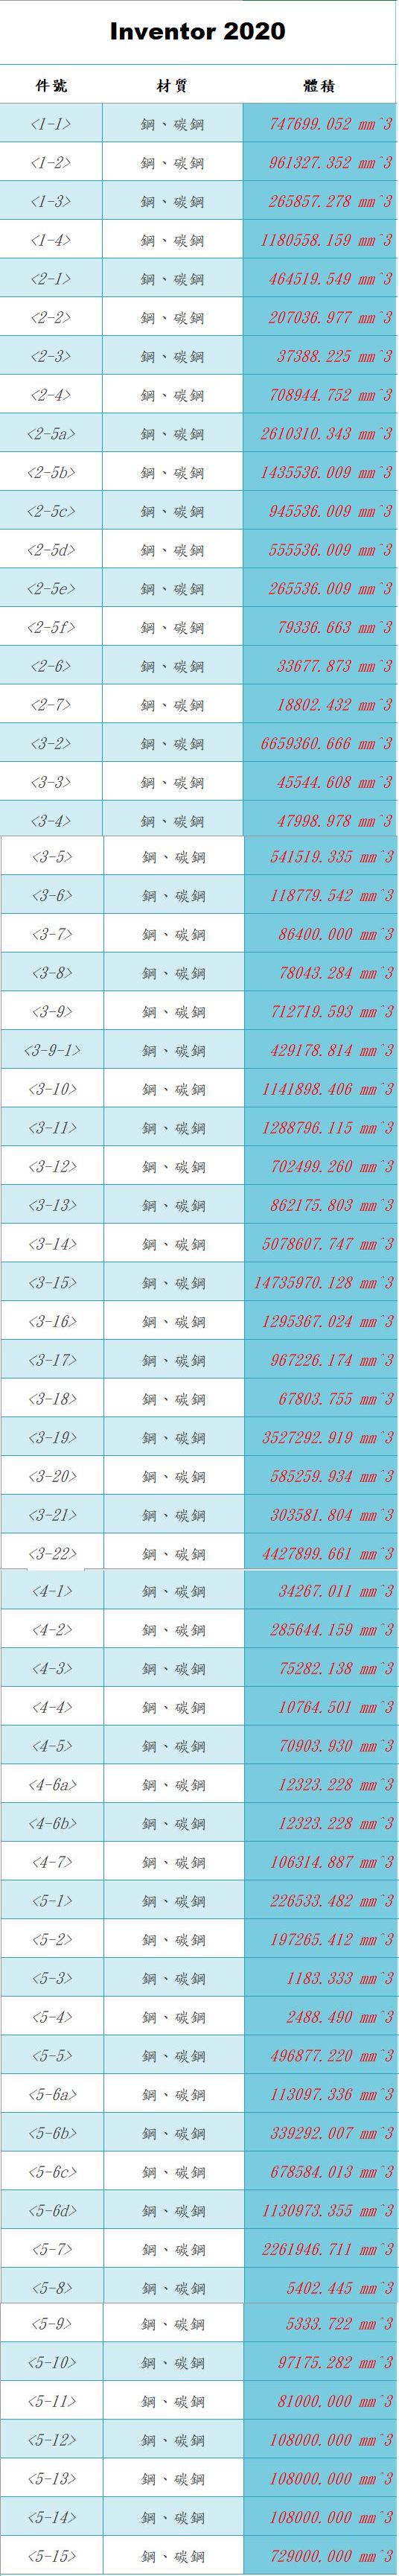 Inventor 2020
件號 材質 體積
<1-1> 鋼、碳鋼 747699.052 mm^3
<1-2> 鋼、碳鋼 961327.352 mm^3
<1-3> 鋼、碳鋼 265857.278 mm^3
<1-4> 鋼、碳鋼 1180558.159 mm^3
<2-1> 鋼、碳鋼 464519.549 mm^3
<2-2> 鋼、碳鋼 207036.977 mm^3
<2-3> 鋼、碳鋼 37388.225 mm^3
<2-4> 鋼、碳鋼 708944.752 mm^3
<2-5a> 鋼、碳鋼 2610310.343 mm^3
<2-5b> 鋼、碳鋼 1435536.009 mm^3
<2-5c> 鋼、碳鋼 945536.009 mm^3
<2-5d> 鋼、碳鋼 555536.009 mm^3
<2-5e> 鋼、碳鋼 265536.009 mm^3
<2-5f> 鋼、碳鋼 79336.663 mm^3
<2-6> 鋼、碳鋼 33677.873 mm^3
<2-7> 鋼、碳鋼 18802.432 mm^3
<3-2> 鋼、碳鋼 6659360.666 mm^3
<3-3> 鋼、碳鋼 45544.608 mm^3
<3-4> 鋼、碳鋼 47998.978 mm^3
<3-5> 鋼、碳鋼 541519.335 mm^3
<3-6> 鋼、碳鋼 118779.542 mm^3
<3-7> 鋼、碳鋼 86400.000 mm^3
<3-8> 鋼、碳鋼 78043.284 mm^3
<3-9> 鋼、碳鋼 712719.593 mm^3
<3-9-1> 鋼、碳鋼 429178.814 mm^3
<3-10> 鋼、碳鋼 1141898.406 mm^3
<3-11> 鋼、碳鋼 1288796.115 mm^3
<3-12> 鋼、碳鋼 702499.260 mm^3
<3-13> 鋼、碳鋼 862175.803 mm^3
<3-14> 鋼、碳鋼 5078607.747 mm^3
<3-15> 鋼、碳鋼 14735970.128 mm^3
<3-16> 鋼、碳鋼 1295367.024 mm^3
<3-17> 鋼、碳鋼 967226.174 mm^3
<3-18> 鋼、碳鋼 67803.755 mm^3
<3-19> 鋼、碳鋼 3527292.919 mm^3
<3-20> 鋼、碳鋼 585259.934 mm^3
<3-21> 鋼、碳鋼 303581.804 mm^3
<3-22> 鋼、碳鋼 4427899.661 mm^3
<4-1> 鋼、碳鋼 34267.011 mm^3
<4-2> 鋼、碳鋼 285644.159 mm^3
<4-3> 鋼、碳鋼 75282.138 mm^3
<4-4> 鋼、碳鋼 10764.501 mm^3
<4-5> 鋼、碳鋼 70903.930 mm^3
<4-6a> 鋼、碳鋼 12323.228 mm^3
<4-6b> 鋼、碳鋼 12323.228 mm^3
<4-7> 鋼、碳鋼 106314.887 mm^3
<5-1> 鋼、碳鋼 226533.482 mm^3
<5-2> 鋼、碳鋼 197265.412 mm^3
<5-3> 鋼、碳鋼 1183.333 mm^3
<5-4> 鋼、碳鋼 2488.490 mm^3
<5-5> 鋼、碳鋼 496877.220 mm^3
<5-6a> 鋼、碳鋼 113097.336 mm^3
<5-6b> 鋼、碳鋼 339292.007 mm^3
<5-6c> 鋼、碳鋼 678584.013 mm^3
<5-6d> 鋼、碳鋼 1130973.355 mm^3
<5-7> 鋼、碳鋼 2261946.711 mm^3
<5-8> 鋼、碳鋼 5402.445 mm^3
<5-9> 鋼、碳鋼 5333.722 mm^3
<5-10> 鋼、碳鋼 97175.282 mm^3
<5-11> 鋼、碳鋼 81000.000 mm^3
<5-12> 鋼、碳鋼 108000.000 mm^3
<5-13> 鋼、碳鋼 108000.000 mm^3
<5-14> 鋼、碳鋼 108000.000 mm^3
<5-15> 鋼、碳鋼 729000.000 mm^3